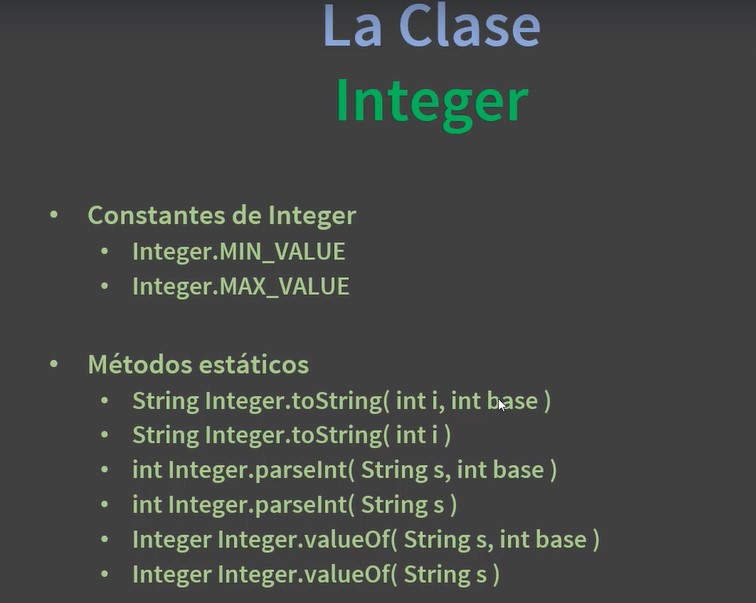 La Clase
Integer
• Constantes de Integer
• Integer.MIN_VALUE
• Integer.MAX_VALUE
• Métodos estáticos
• String Integer.toString( int i, int base )
• String Integer.toString( int i )
• int Integer.parseInt( String s, int base )
• int Integer.parseInt( String s )
• Integer Integer.valueOf( String s, int base )
• Integer Integer.valueOf( String s )